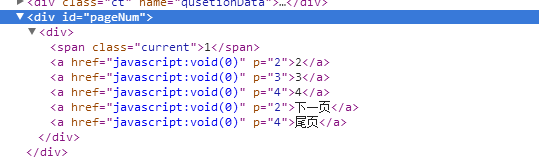 <div class="ct" name="qusetionData">…</div>
▼<div id="pageNum">
▼<div>
<span class="current">1</span>
<a href="javascript:void(0)" p="2">2</a>
<a href="javascript:void(0)" p="3">3</a>
<a href="javascript:void(0)" p="4">4</a>
<a href="javascript:void(0)" p="2">下一页</a>
<a href="javascript:void(0)" p="4">尾页</a>
</div>
</div>